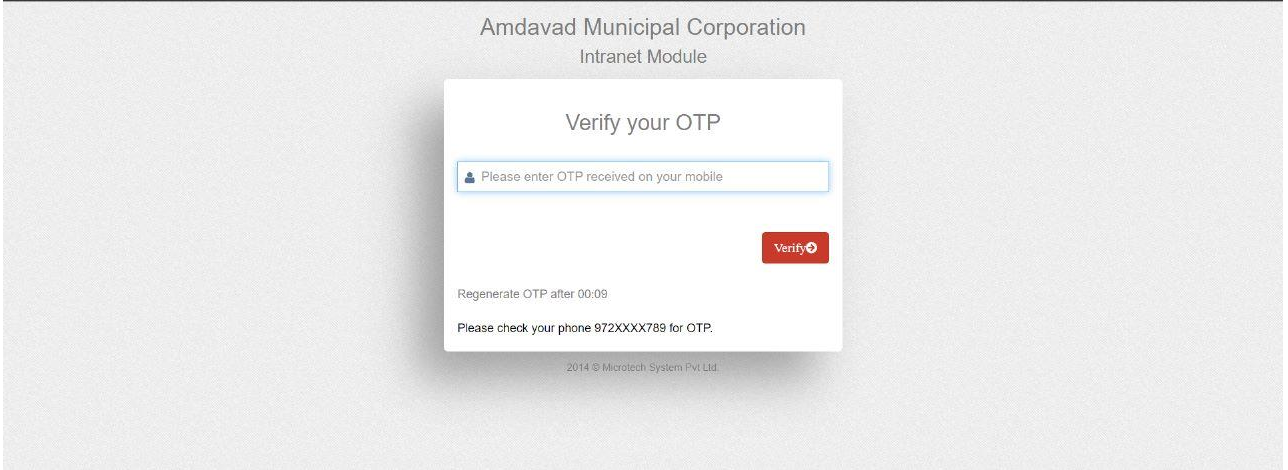 Amdavad Municipal Corporation
Intranet Module
Verify your OTP
Please enter OTP received on your mobile
Verify
Regenerate OTP after 00:09
Please check your phone 972XXXX789 for OTP.
2014 © Microtech System Pvt Ltd.